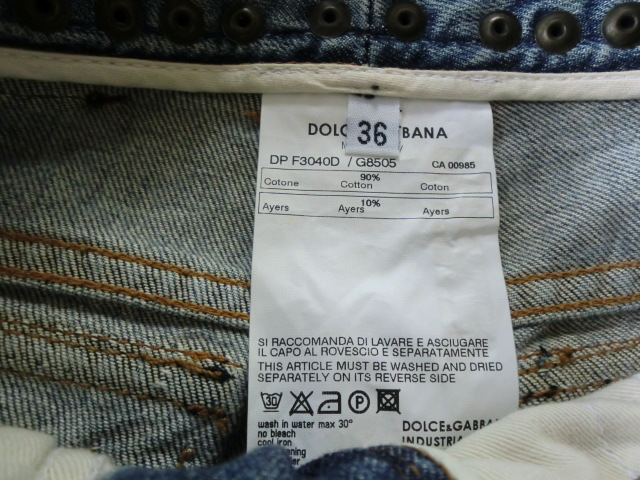 36
DOLC BANA
DP F3040D / G8505 CA 00985
90%
Cotone Cotton Coton
10%
Ayers Ayers Ayers
SI RACCOMANDA DI LAVARE E ASCIUGARE
IL CAPO AL ROVESCIO E SEPARATAMENTE
THIS ARTICLE MUST BE WASHED AND DRIED
SEPARATELY ON ITS REVERSE SIDE
30 P
wash in water max 30°
no bleach
cool iron
DOLCE&GABBA
INDUSTRIA